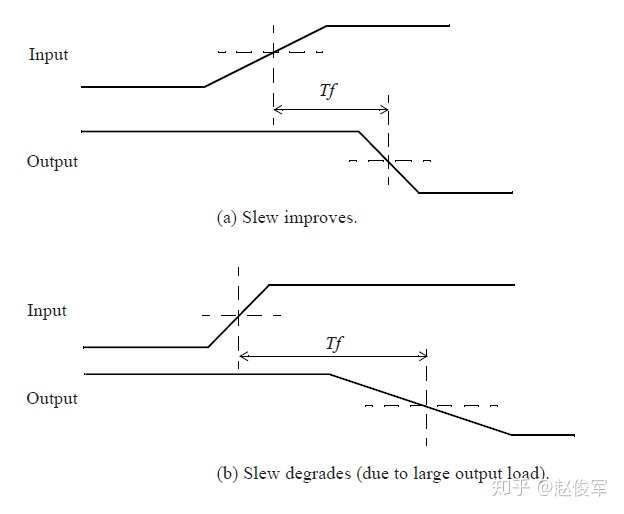 Input
Tf
Output
(a) Slew improves.
Input
Tf
Output
(b) Slew degrades (due to large output load).
知乎 @赵俊军